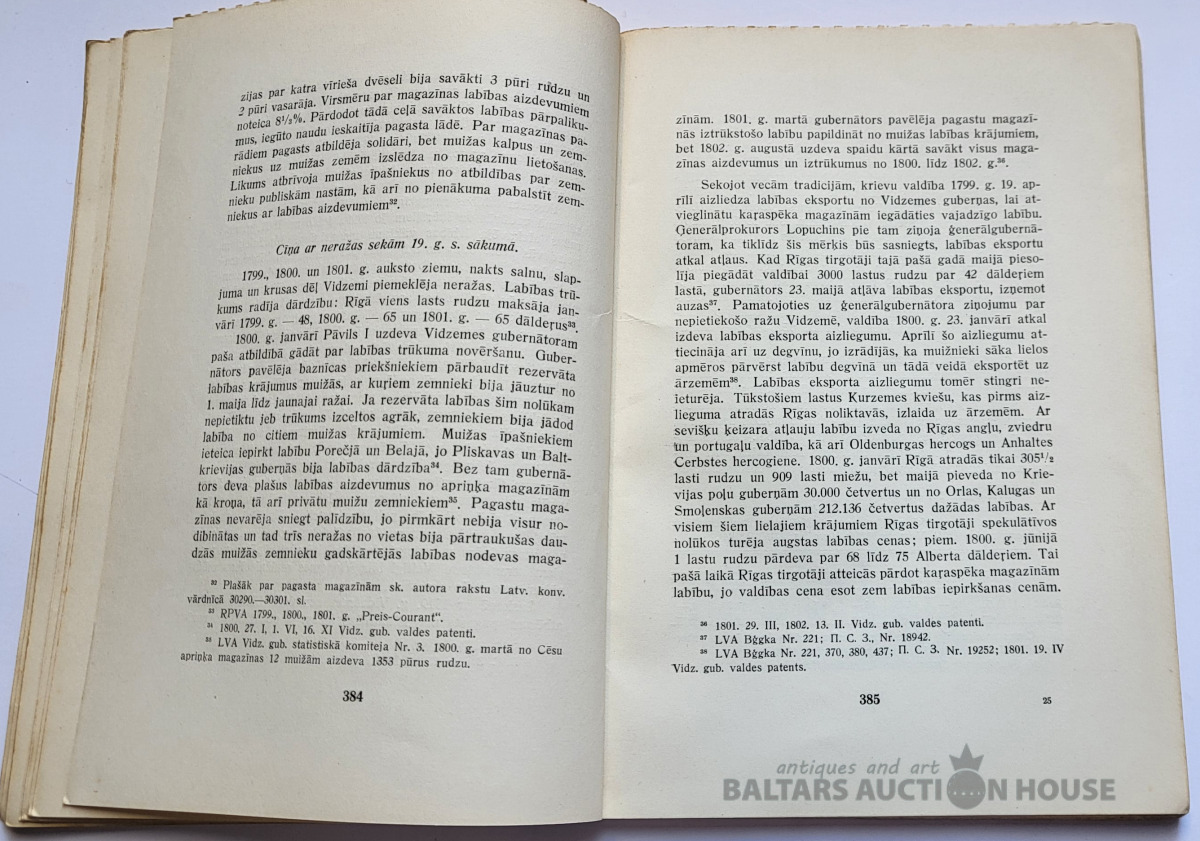 zijas par katra vīrieša dvēseli bija savākti 3 pūri rudzu un
2 pūri vasarāja. Virsmēru par magazīnas labības aizdevumiem
noteica 8¹/₂%. Pārdodot tādā ceļā savāktos labības pārpaliku-
mus, iegūto naudu ieskaitīja pagasta lādē. Par magazīnas pa-
rādiem pagasts atbildēja solidāri, bet muižas kalpus un zem-
niekus uz muižas zemēm izslēdza no magazīnu lietošanas.
Likums atbrīvoja muižas īpašniekus no atbildības par zem-
nieku publiskām nastām, kā arī no pienākuma pabalstīt zem-
niekus ar labības aizdevumiem³².
Cīņa ar neražas sekām 19. g. s. sākumā.
1799., 1800. un 1801. g. auksto ziemu, nakts salnu, slap-
juma un krusas dēļ Vidzemi piemeklēja neražas. Labības trū-
kums radīja dārdzību: Rīgā viens lasts rudzu maksāja jan-
vārī 1799. g. — 48, 1800. g. — 65 un 1801. g. — 65 dālderus³³.
1800. g. janvārī Pāvils I uzdeva Vidzemes gubernātoram
paša atbildībā gādāt par labības trūkuma novēršanu. Guber-
nātors pavēlēja baznīcas priekšniekiem pārbaudīt rezervāta
labības krājumus muižās, ar kuŗiem zemnieki bija jāuztur no
1. maija līdz jaunajai ražai. Ja rezervāta labības šim nolūkam
nepietiktu jeb trūkums izceltos agrāk, zemniekiem bija jādod
labība no citiem muižas krājumiem. Muižas īpašniekiem
ieteica iepirkt labību Porečjā un Belajā, jo Pliskavas un Balt-
krievijas guberņās bija labības dārdzība³⁴. Bez tam gubernā-
tors deva plašus labības aizdevumus no apriņķa magazīnām
kā kroņa, tā arī privātu muižu zemniekiem³⁵. Pagastu maga-
zīnas nevarēja sniegt palīdzību, jo pirmkārt nebija visur no-
dibinātas un tad trīs neražas no vietas bija pārtraukušas dau-
dzās muižās zemnieku gadskārtējās labības nodevas maga-
³² Plašāk par pagasta magazīnām sk. autora rakstu Latv. konv.
vārdnīcā 30290.—30301. sl.
³³ RPVA 1799., 1800., 1801. g. „Preis-Courant“.
³⁴ 1800. 27. I, 1. VI, 16. XI Vidz. gub. valdes patenti.
³⁵ LVA Vidz. gub. statistiskā komiteja Nr. 3. 1800. g. martā no Cēsu
apriņķa magazīnas 12 muižām aizdeva 1353 pūrus rudzu.
384
zīnām. 1801. g. martā gubernātors pavēlēja pagastu magazī-
nās iztrūkstošo labību papildināt no muižas labības krājumiem,
bet 1802. g. augustā uzdeva spaidu kārtā savākt visus maga-
zīnas aizdevumus un iztrūkumus no 1800. līdz 1802. g.³⁶.
Sekojot vecām tradicijām, krievu valdība 1799. g. 19. ap-
rīlī aizliedza labības eksportu no Vidzemes guberņas, lai at-
vieglinātu kaŗaspēka magazīnām iegādāties vajadzīgo labību.
Ģenerālprokurors Lopuchins pie tam ziņoja ģenerālgubernā-
toram, ka tiklīdz šis mērķis būs sasniegts, labības eksportu
atkal atļaus. Kad Rīgas tirgotāji tajā pašā gadā maijā pieso-
līja piegādāt valdībai 3000 lastus rudzu par 42 dālderiem
lastā, gubernātors 23. maijā atļāva labības eksportu, izņemot
auzas³⁷. Pamatojoties uz ģenerālgubernātora ziņojumu par
nepietiekošo ražu Vidzemē, valdība 1800. g. 23. janvārī atkal
izdeva labības eksporta aizliegumu. Aprīlī šo aizliegumu at-
tiecināja arī uz degvīnu, jo izrādījās, ka muižnieki sāka lielos
apmēros pārvērst labību degvīnā un tādā veidā eksportēt uz
ārzemēm³⁸. Labības eksporta aizliegumu tomēr stingri ne-
ieturēja. Tūkstošiem lastus Kurzemes kviešu, kas pirms aiz-
lieguma atradās Rīgas noliktavās, izlaida uz ārzemēm. Ar
sevišķu ķeizara atļauju labību izveda no Rīgas angļu, zviedru
un portugaļu valdība, kā arī Oldenburgas hercogs un Anhaltes
Cerbstes hercogiene. 1800. g. janvārī Rīgā atradās tikai 305¹/₂
lasti rudzu un 909 lasti miežu, bet maijā pieveda no Krie-
vijas poļu guberņām 30.000 četvertus un no Orlas, Kalugas un
Smoļenskas guberņām 212.136 četvertus dažādas labības. Ar
visiem šiem lielajiem krājumiem Rīgas tirgotāji spekulātīvos
nolūkos turēja augstas labības cenas; piem. 1800. g. jūnijā
1 lastu rudzu pārdeva par 68 līdz 75 Alberta dālderiem. Tai
pašā laikā Rīgas tirgotāji atteicās pārdot kaŗaspēka magazīnām
labību, jo valdības cena esot zem labības iepirkšanas cenām.
³⁶ 1801. 29. III, 1802. 13. II. Vidz. gub. valdes patenti.
³⁷ LVA Bģgka Nr. 221; П. С. З., Nr. 18942.
³⁸ LVA Bģgka Nr. 221, 370, 380, 437; П. С. З. Nr. 19252; 1801. 19. IV
Vidz. gub. valdes patents.
385
25
antiques and art
BALTARS AUCTION HOUSE